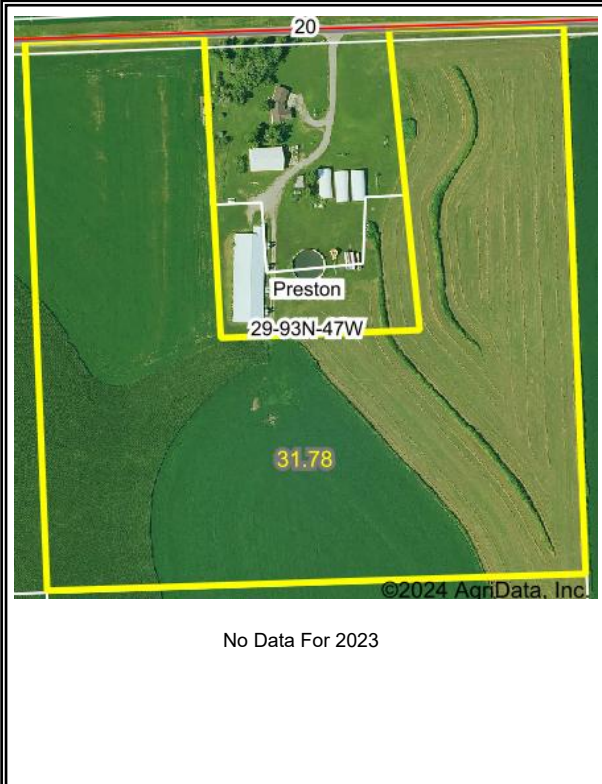 20
Preston
29-93N-47W
31.78
©2024 AgriData, Inc.
No Data For 2023